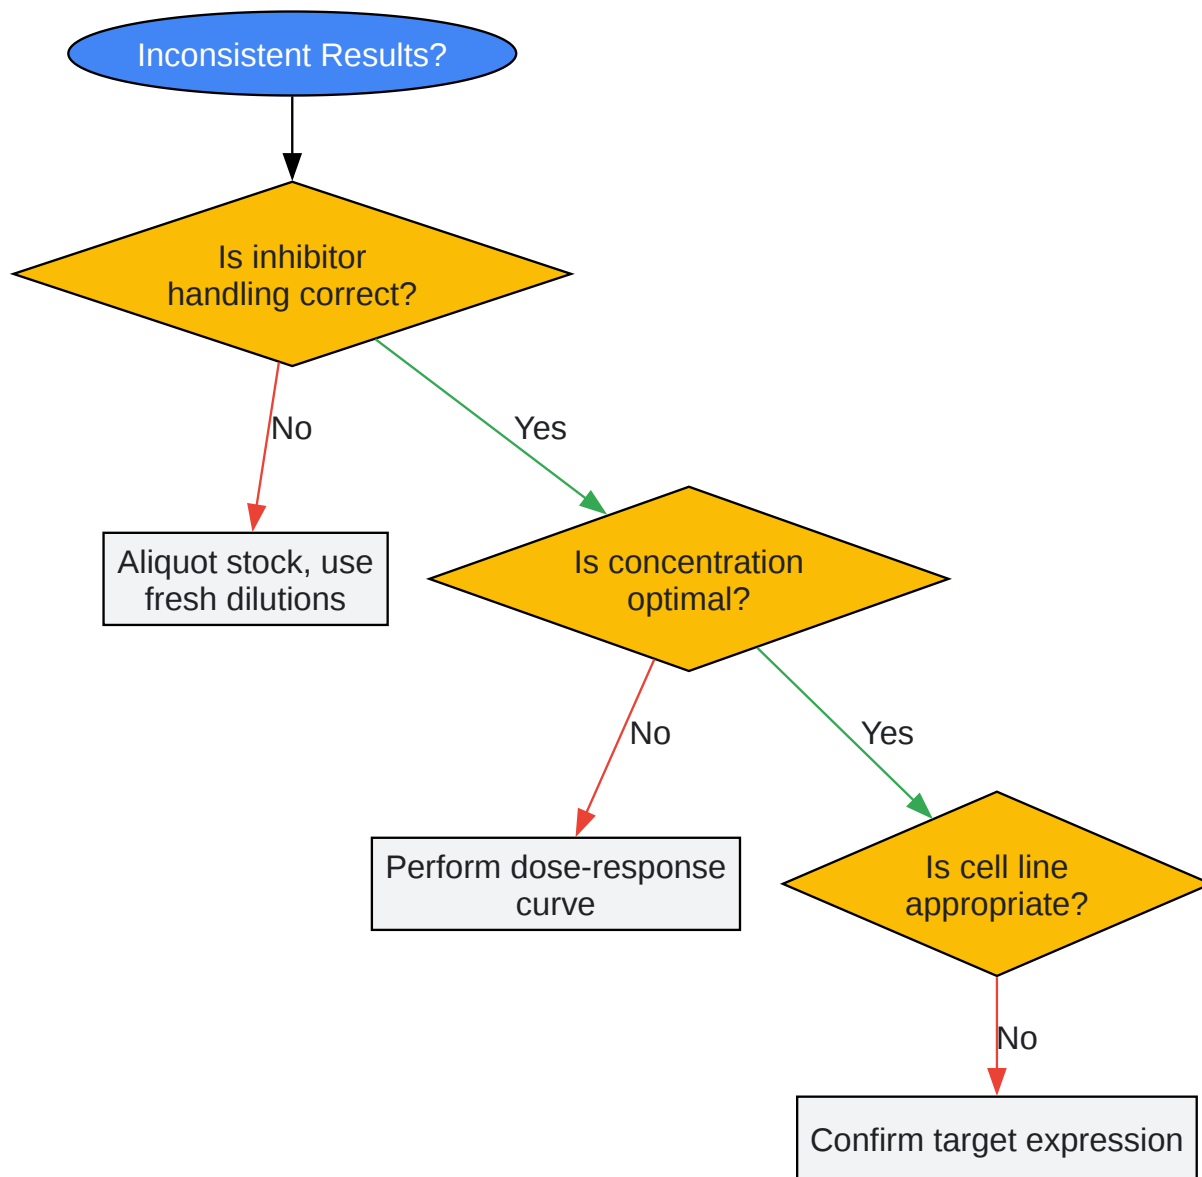 Inconsistent Results?
Is inhibitor
handling correct?
No
Yes
Aliquot stock, use
fresh dilutions
Is concentration
optimal?
No
Yes
Perform dose-response
curve
Is cell line
appropriate?
No
Confirm target expression